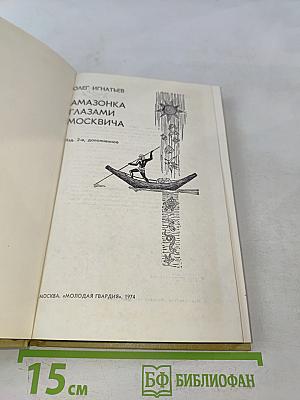 ОЛЕГ ИГНАТЬЕВ
АМАЗОНКА
ГЛАЗАМИ
МОСКВИЧА
Изд. 2-е, дополненное
МОСКВА, «МОЛОДАЯ ГВАРДИЯ», 1974
15 см
БФ БИБЛИОФАН